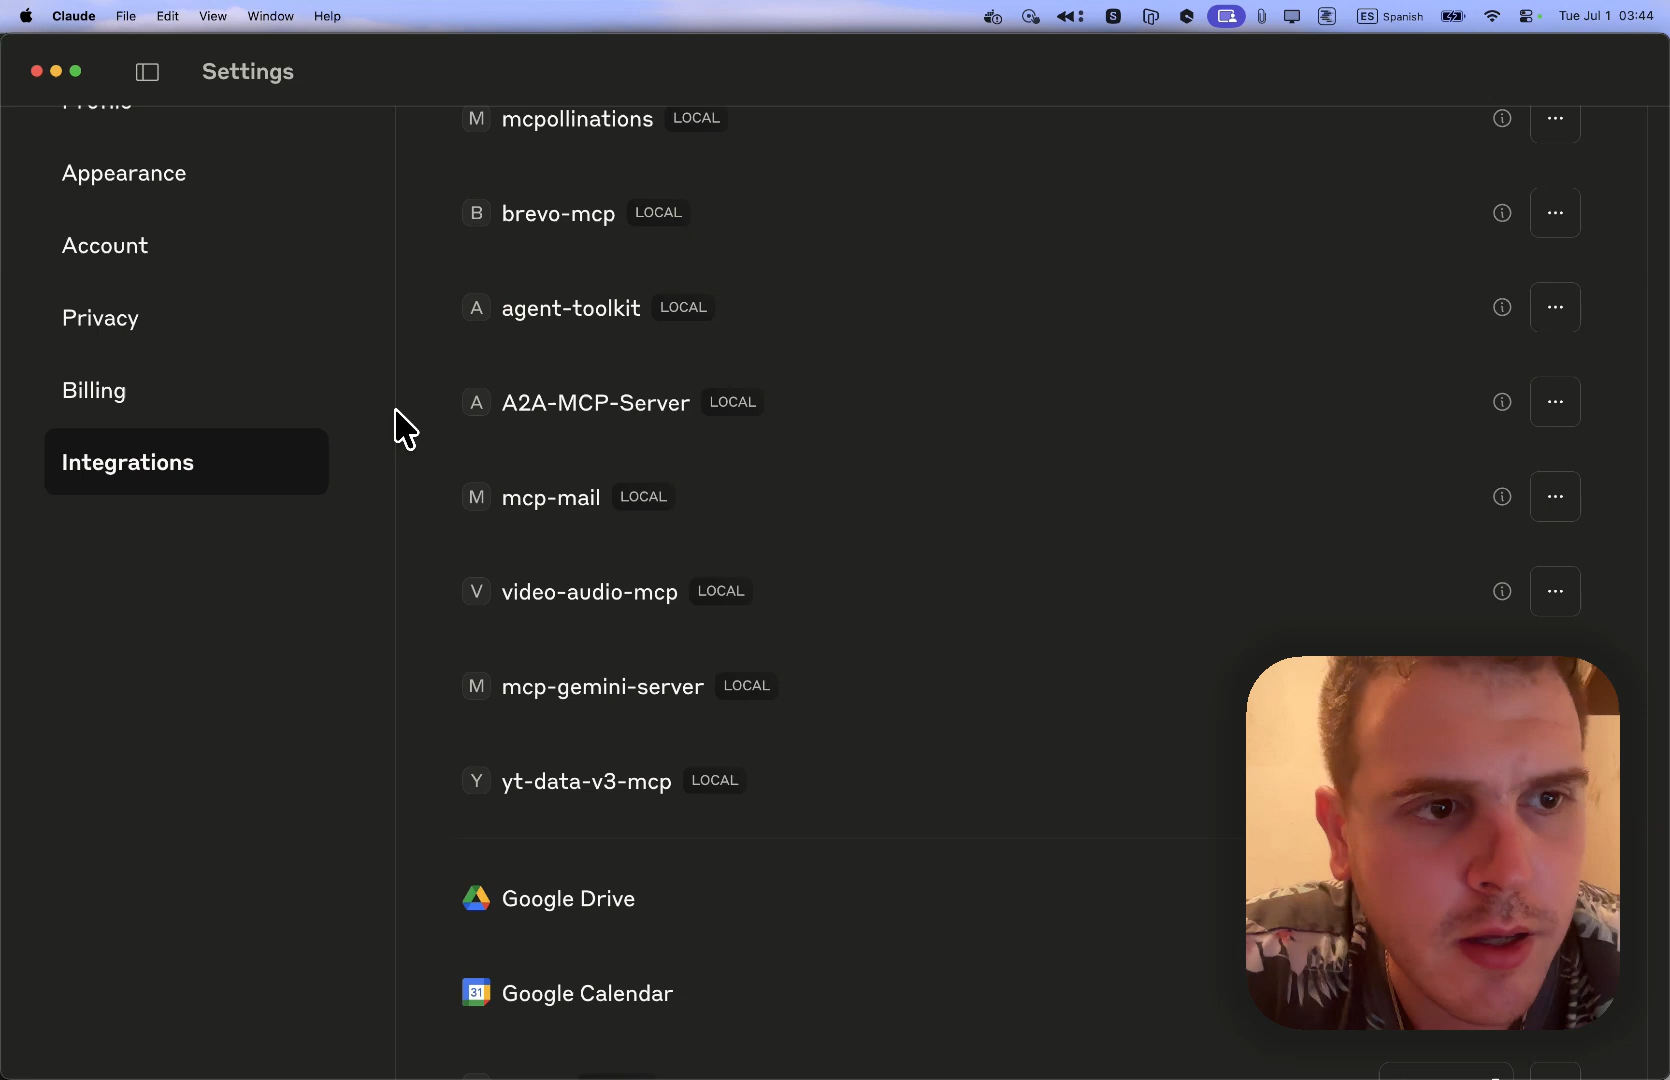 Claude File Edit View Window Help S ES Spanish Tue Jul 1 03:44
Settings
Profile
Appearance
Account
Privacy
Billing
Integrations
M mcpollinations LOCAL
B brevo-mcp LOCAL
A agent-toolkit LOCAL
A A2A-MCP-Server LOCAL
M mcp-mail LOCAL
V video-audio-mcp LOCAL
M mcp-gemini-server LOCAL
Y yt-data-v3-mcp LOCAL
Google Drive
31 Google Calendar